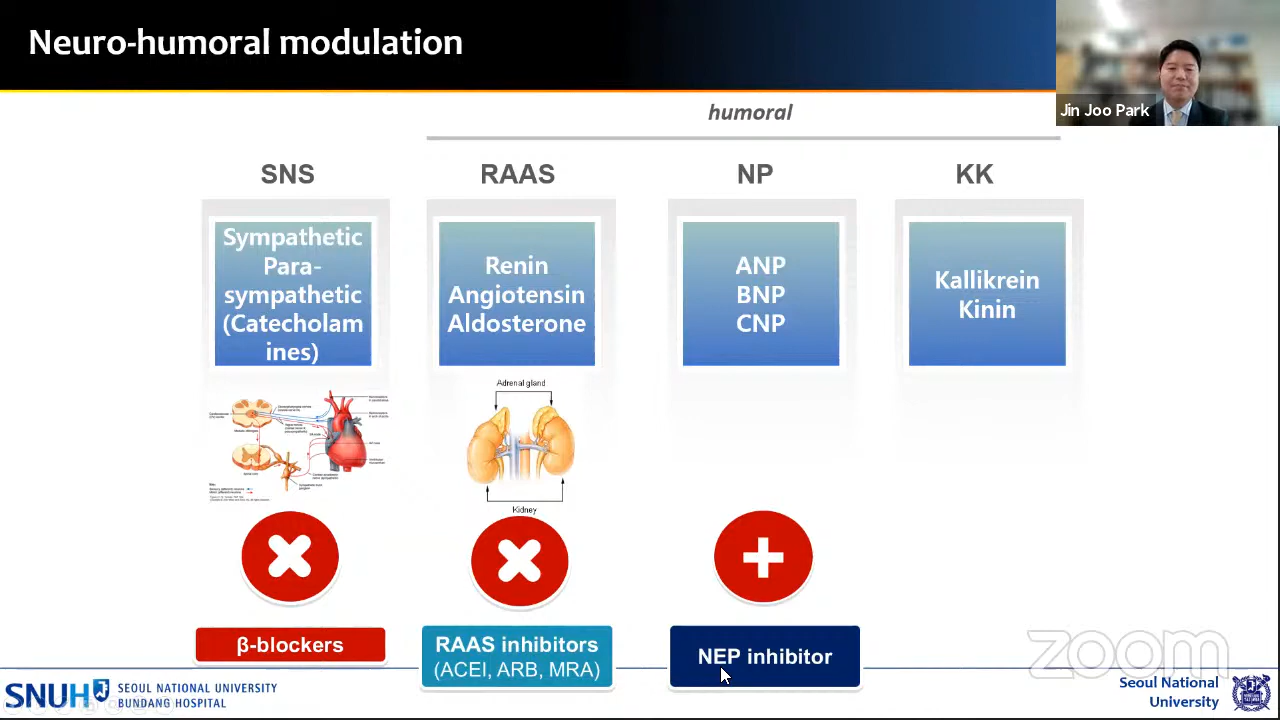 Neuro-humoral modulation
Jin Joo Park
humoral
SNS
RAAS
NP
KK
Sympathetic
Para-
sympathetic
(Catecholam
ines)
Renin
Angiotensin
Aldosterone
ANP
BNP
CNP
Kallikrein
Kinin
Adrenal gland
Kidney
β-blockers
RAAS inhibitors
(ACEI, ARB, MRA)
NEP inhibitor
zoom
SNUH
SEOUL NATIONAL UNIVERSITY
BUNDANG HOSPITAL
Seoul National
University